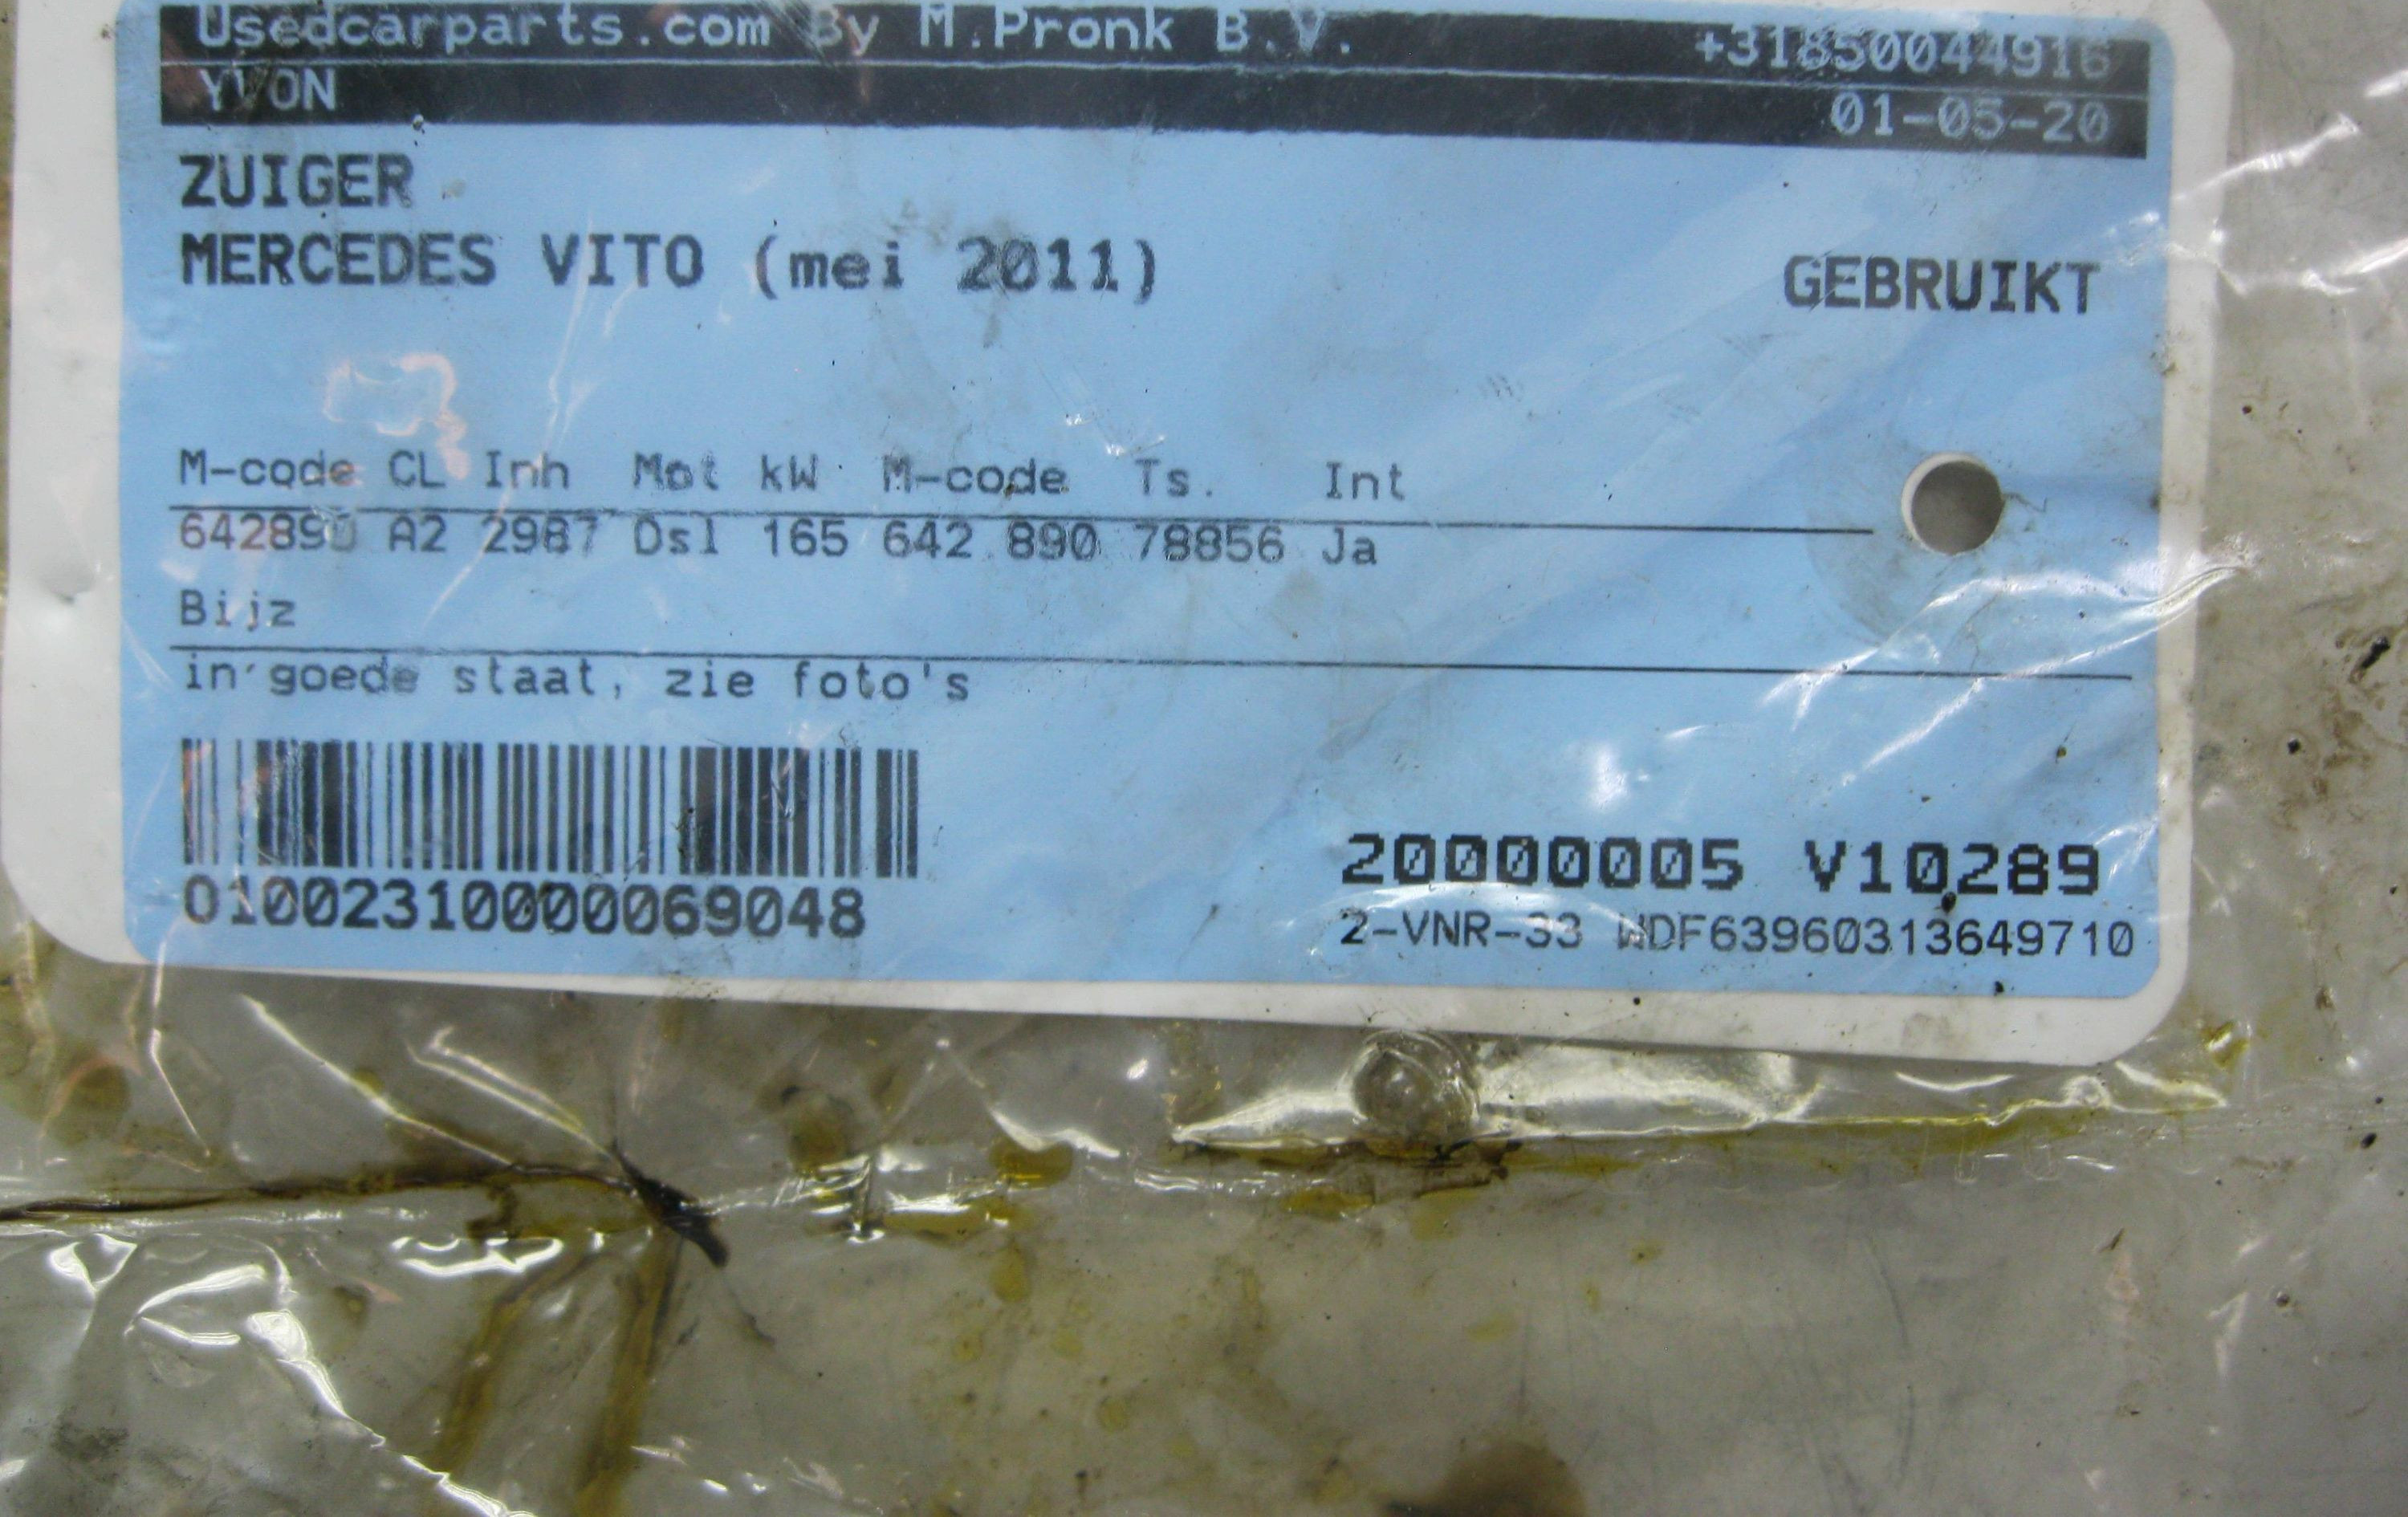 Usedcarparts.com By M.Pronk B.V. +31850044916
YVON 01-05-20
ZUIGER
MERCEDES VITO (mei 2011) GEBRUIKT
M-code CL Inh Mot kW M-code Ts. Int
642890 A2 2987 Dsl 165 642 890 78856 Ja
Bijz
in goede staat, zie foto's
01002310000069048
20000005 V10289
2-VNR-33 WDF63960313649710